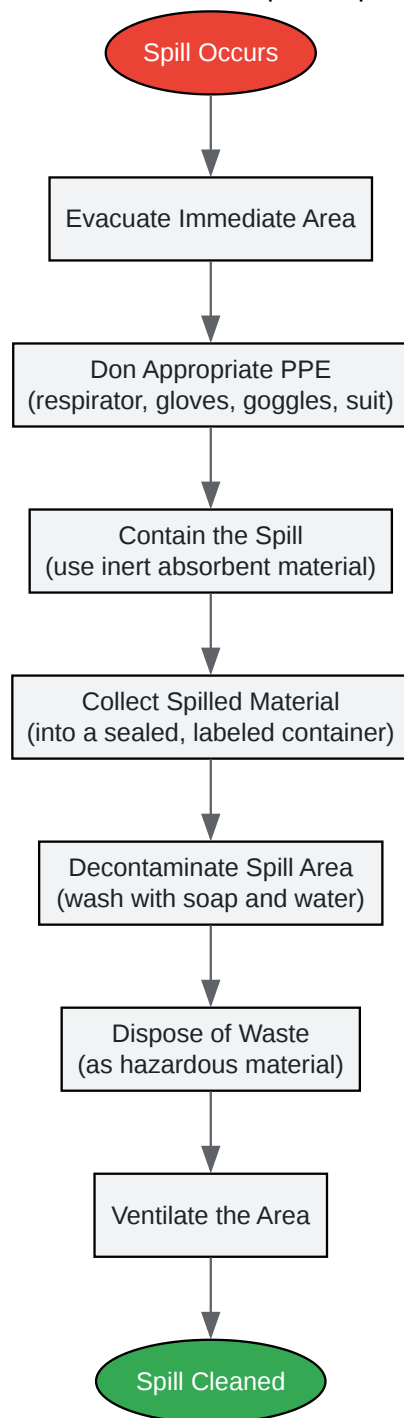 Spill Occurs
Evacuate Immediate Area
Don Appropriate PPE
(respirator, gloves, goggles, suit)
Contain the Spill
(use inert absorbent material)
Collect Spilled Material
(into a sealed, labeled container)
Decontaminate Spill Area
(wash with soap and water)
Dispose of Waste
(as hazardous material)
Ventilate the Area
Spill Cleaned